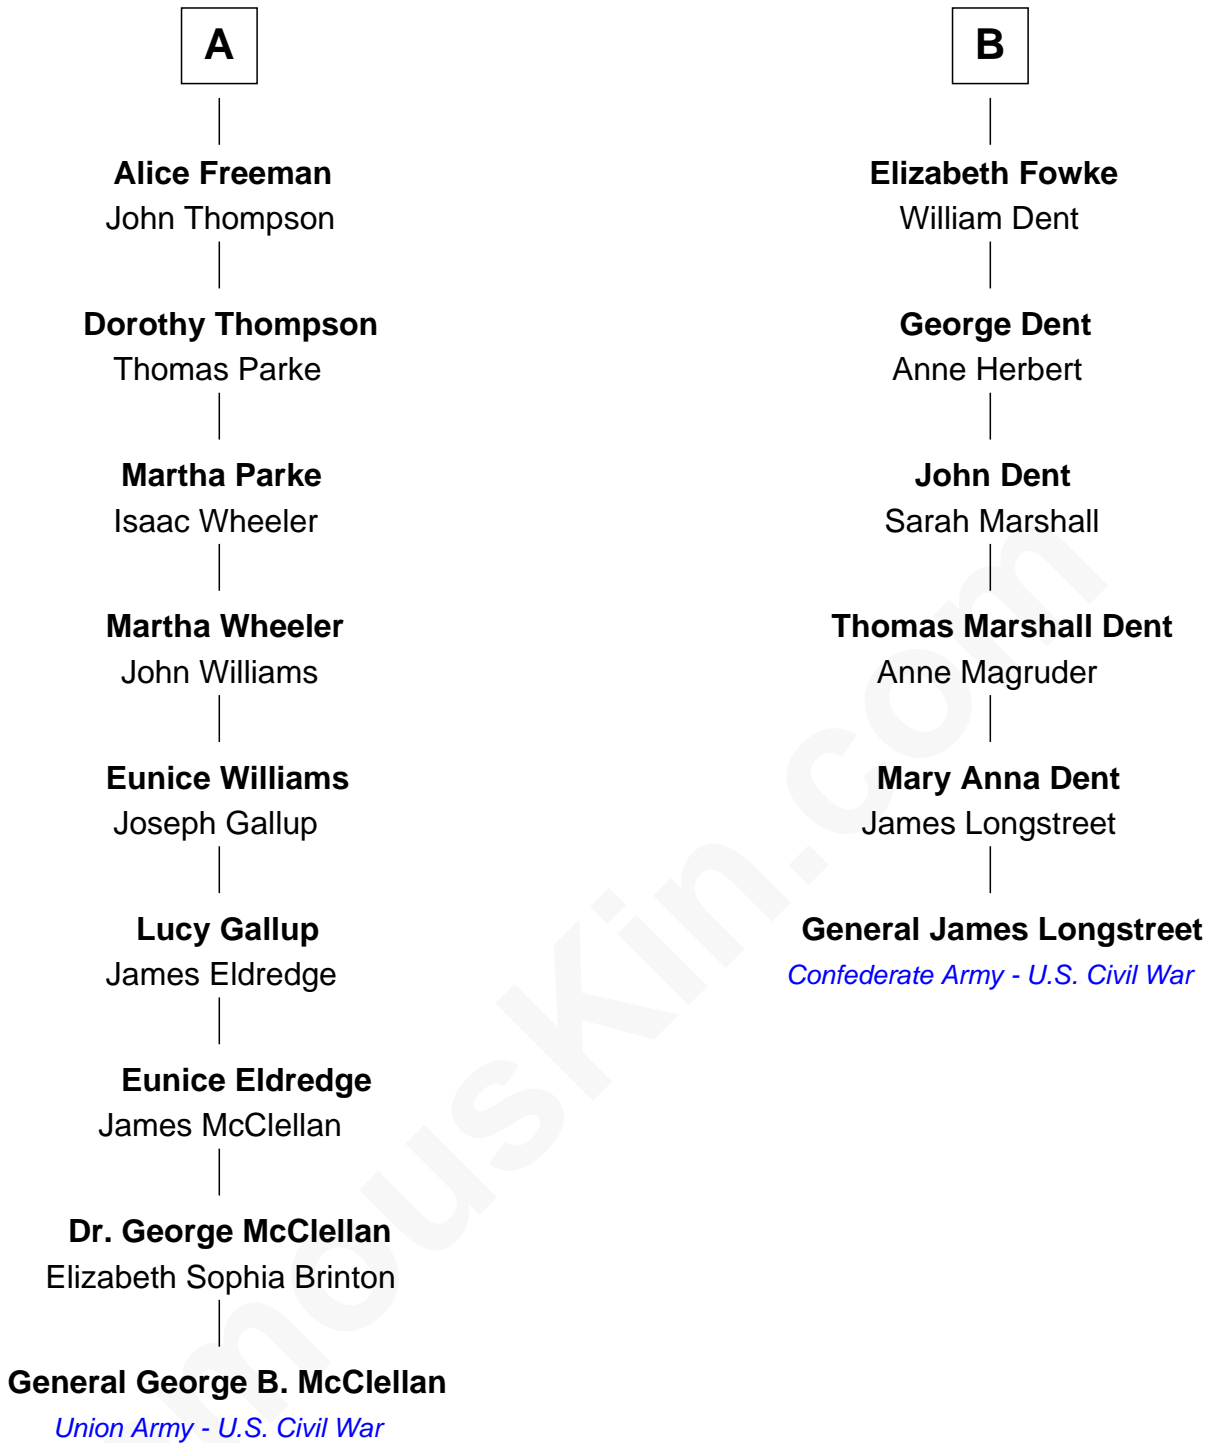 A
Alice Freeman
John Thompson
Dorothy Thompson
Thomas Parke
Martha Parke
Isaac Wheeler
Martha Wheeler
John Williams
Eunice Williams
Joseph Gallup
Lucy Gallup
James Eldredge
Eunice Eldredge
James McClellan
Dr. George McClellan
Elizabeth Sophia Brinton
General George B. McClellan
Union Army - U.S. Civil War
B
Elizabeth Fowke
William Dent
George Dent
Anne Herbert
John Dent
Sarah Marshall
Thomas Marshall Dent
Anne Magruder
Mary Anna Dent
James Longstreet
General James Longstreet
Confederate Army - U.S. Civil War
mousKin.com